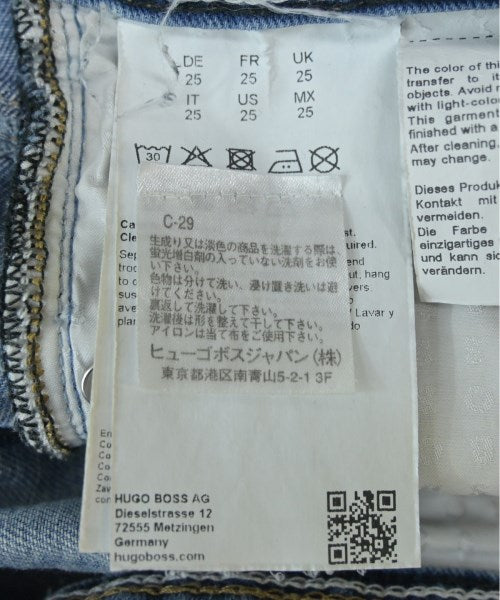 DE FR UK
25 25 25
IT US MX
25 25 25
30
C-29
生成り又は淡色の商品を洗濯する際は、
蛍光増白剤の入っていない洗剤をお使
い下さい。
色物は分けて洗い、浸け置き洗いは避
けてください。
裏返して洗濯して下さい。
洗濯後は形を整えて干して下さい。
アイロンは当て布をご使用下さい。
ヒューゴボスジャパン(株)
東京都港区南青山5-2-1 3F
HUGO BOSS AG
Dieselstrasse 12
72555 Metzingen
Germany
hugoboss.com
The color of thi
transfer to it
objects. Avoid
with light-color
This garment
finished with a
After cleaning,
may change.
Dieses Produk
Kontakt mit
vermeiden.
Die Farbe
einzigartiges
und kann sic
verändern.